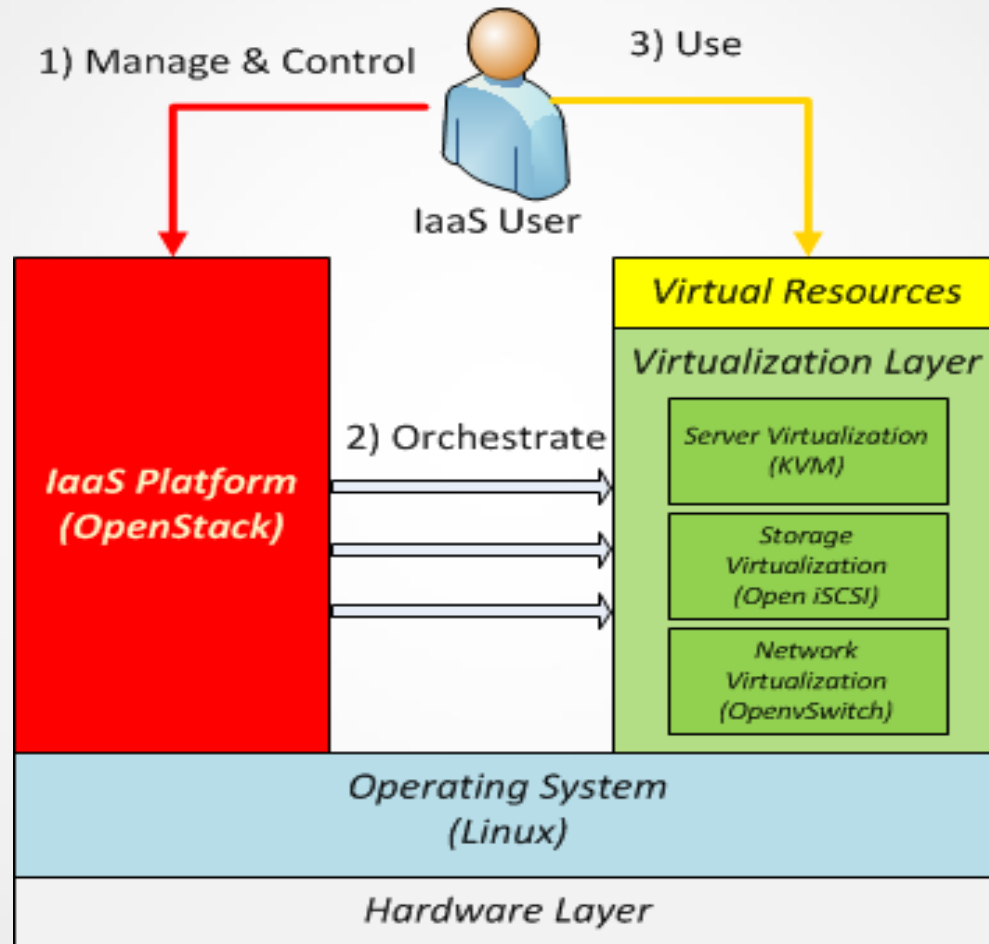 1) Manage & Control
3) Use
IaaS User
Virtual Resources
Virtualization Layer
2) Orchestrate
IaaS Platform
(OpenStack)
Server Virtualization
(KVM)
Storage
Virtualization
(Open iSCSI)
Network
Virtualization
(OpenvSwitch)
Operating System
(Linux)
Hardware Layer